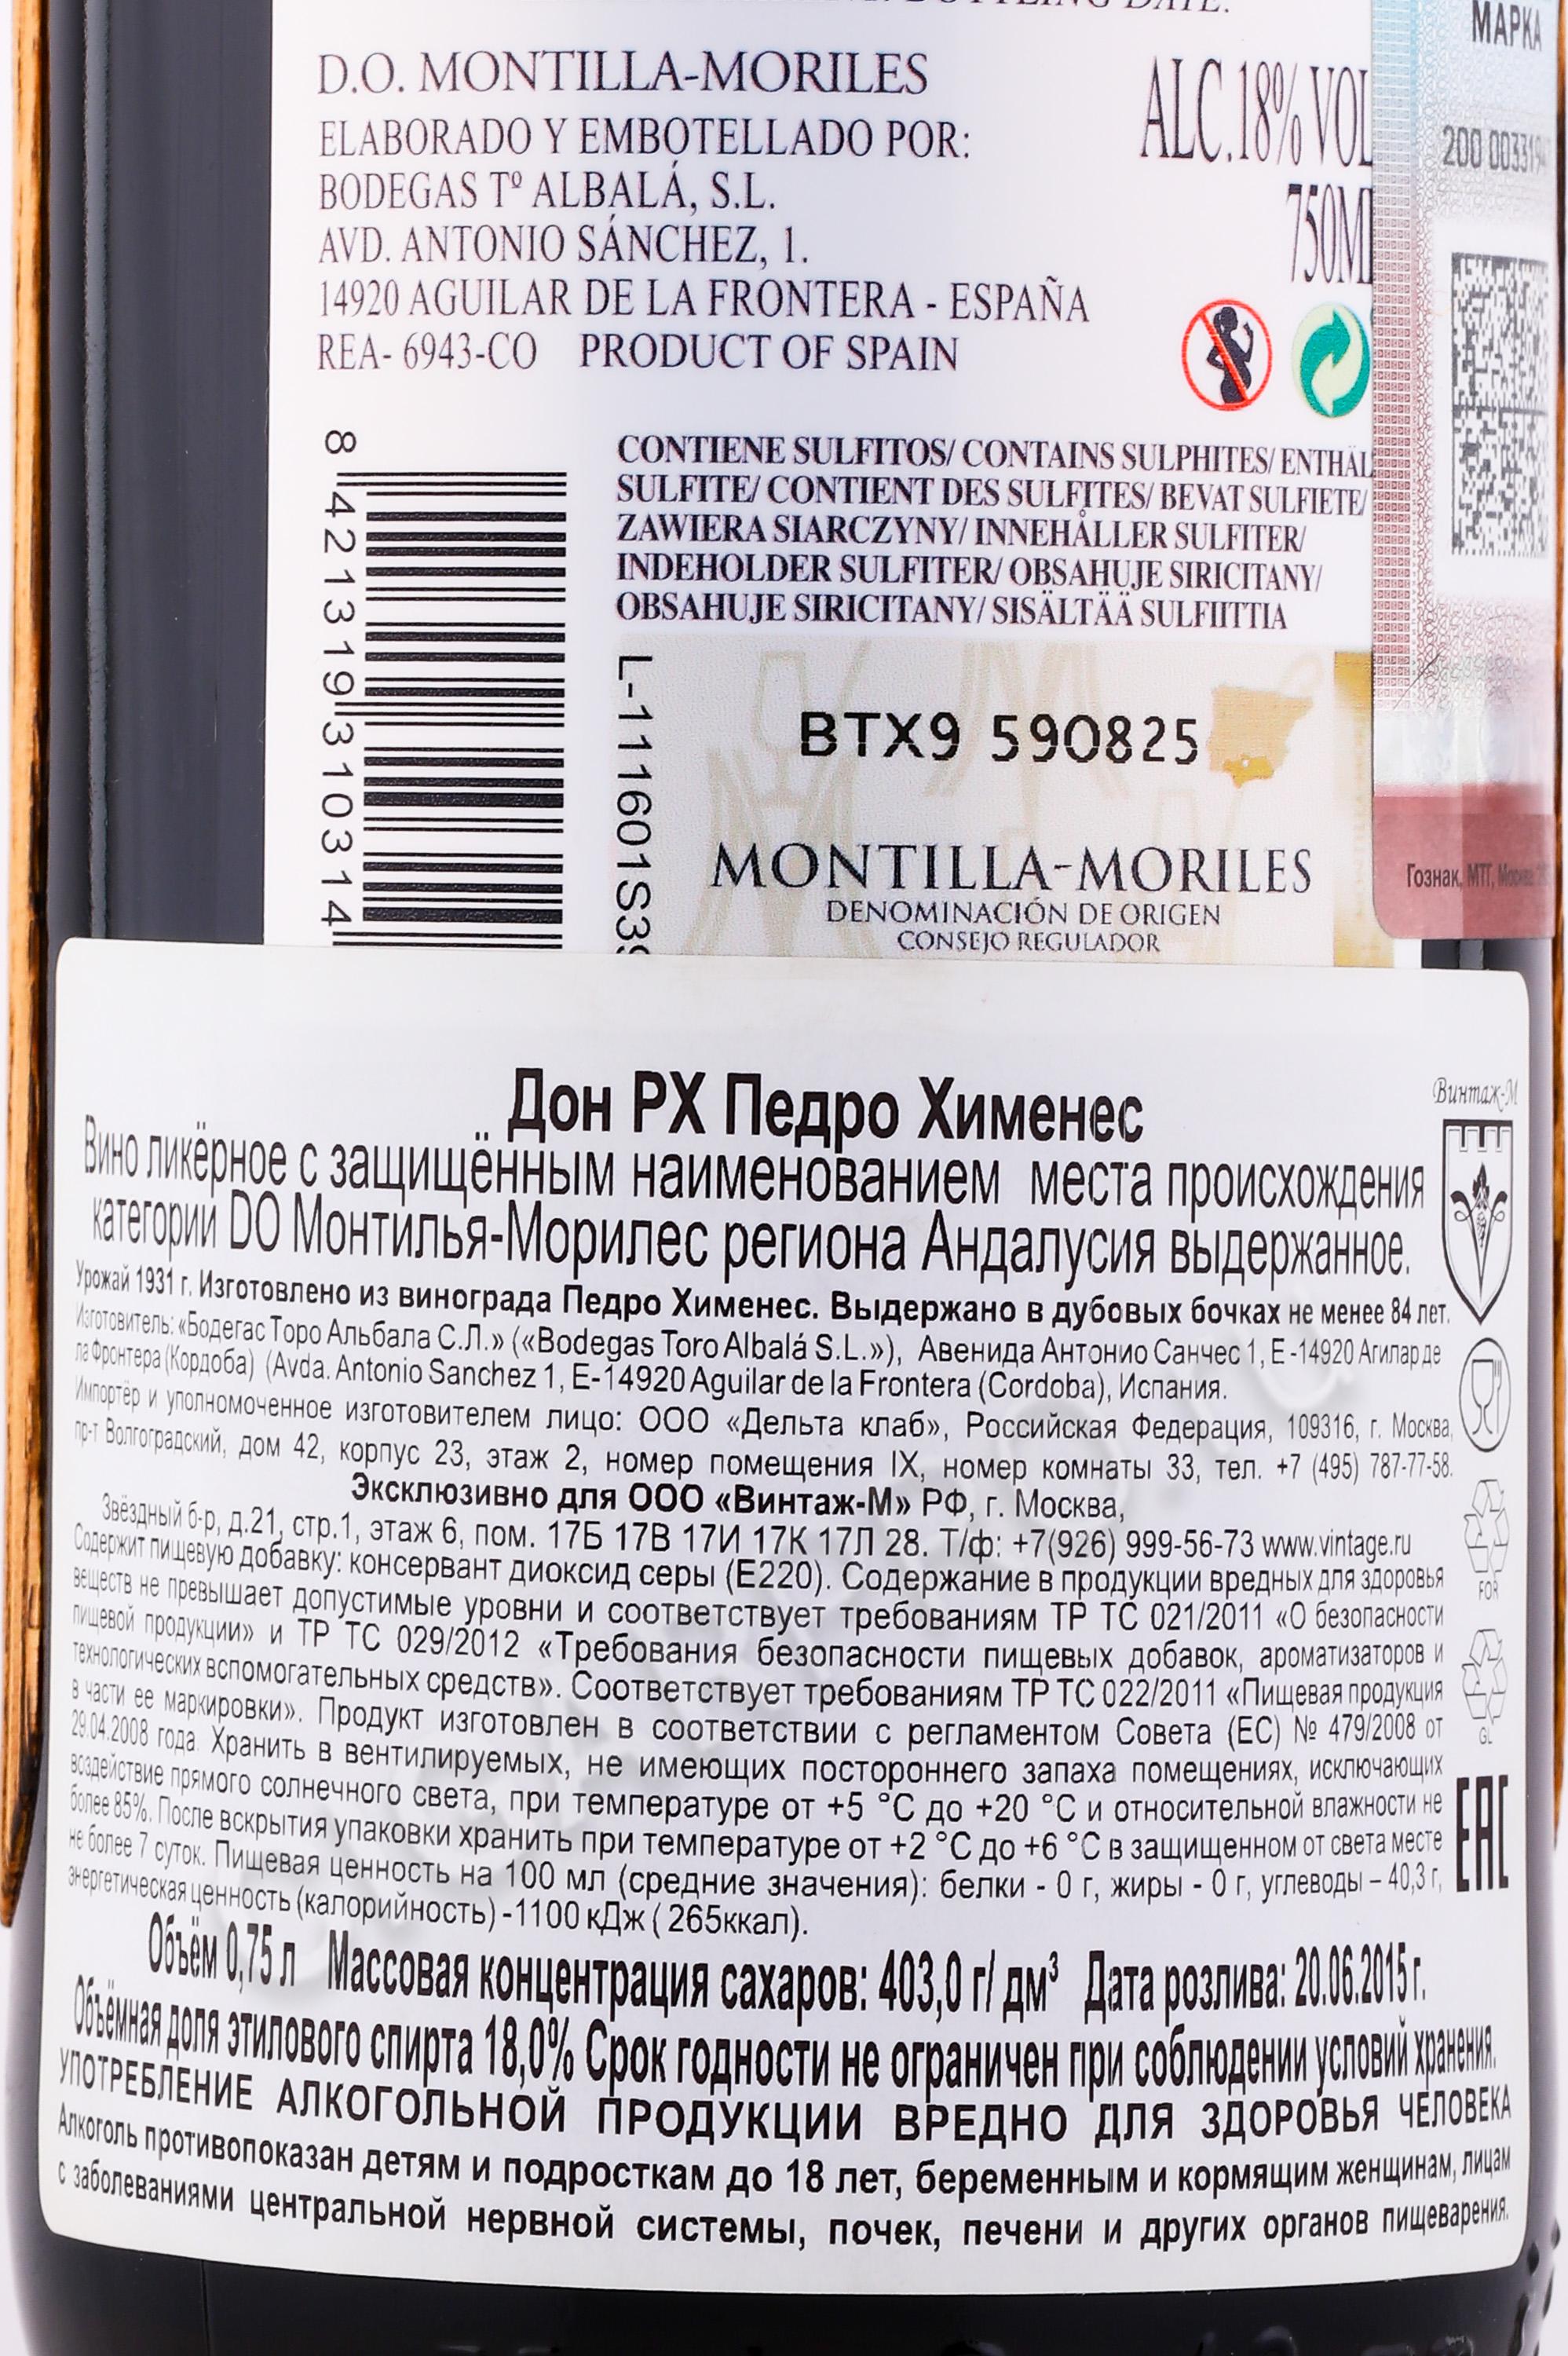 BOTTLING DATE:
D.O. MONTILLA-MORILES
ELABORADO Y EMBOTELLADO POR:
BODEGAS Tº ALBALÁ, S.L.
AVD. ANTONIO SÁNCHEZ, 1.
14920 AGUILAR DE LA FRONTERA - ESPAÑA
REA- 6943-CO PRODUCT OF SPAIN
ALC.18% VOL
750ML
МАРКА
200 003319
8 421319 310314
CONTIENE SULFITOS/ CONTAINS SULPHITES/ ENTHÄL
SULFITE/ CONTIENT DES SULFITES/ BEVAT SULFIETE/
ZAWIERA SIARCZYNY/ INNEHÅLLER SULFITER/
INDEHOLDER SULFITER/ OBSAHUJE SIRICITANY/
OBSAHUJE SIRICITANY/ SISÄLTÄÄ SULFIITTIA
L-111601S39
BTX9 590825
MONTILLA-MORILES
DENOMINACIÓN DE ORIGEN
CONSEJO REGULADOR
Гознак, МТГ, Москва
Дон PX Педро Хименес
Винтаж-М
Вино ликёрное с защищённым наименованием места происхождения
категории DO Монтилья-Морилес региона Андалусия выдержанное.
Урожай 1931 г. Изготовлено из винограда Педро Хименес. Выдержано в дубовых бочках не менее 84 лет.
Изготовитель: «Бодегас Торо Альбала С.Л.» («Bodegas Toro Albalá S.L.»), Авенида Антонио Санчес 1, Е -14920 Агилар де
ла Фронтера (Кордоба) (Avda. Antonio Sanchez 1, E-14920 Aguilar de la Frontera (Cordoba), Испания.
Импортёр и уполномоченное изготовителем лицо: ООО «Дельта клаб», Российская Федерация, 109316, г. Москва,
пр-т Волгоградский, дом 42, корпус 23, этаж 2, номер помещения IX, номер комнаты 33, тел. +7 (495) 787-77-58.
Эксклюзивно для ООО «Винтаж-М» РФ, г. Москва,
Звёздный б-р, д.21, стр.1, этаж 6, пом. 17Б 17В 17И 17К 17Л 28. Т/ф: +7(926) 999-56-73 www.vintage.ru
Содержит пищевую добавку: консервант диоксид серы (Е220). Содержание в продукции вредных для здоровья
веществ не превышает допустимые уровни и соответствует требованиям ТР ТС 021/2011 «О безопасности
пищевой продукции» и ТР ТС 029/2012 «Требования безопасности пищевых добавок, ароматизаторов и
технологических вспомогательных средств». Соответствует требованиям ТР ТС 022/2011 «Пищевая продукция
в части ее маркировки». Продукт изготовлен в соответствии с регламентом Совета (ЕС) № 479/2008 от
29.04.2008 года. Хранить в вентилируемых, не имеющих постороннего запаха помещениях, исключающих
воздействие прямого солнечного света, при температуре от +5 °С до +20 °С и относительной влажности не
более 85%. После вскрытия упаковки хранить при температуре от +2 °С до +6 °С в защищенном от света месте
не более 7 суток. Пищевая ценность на 100 мл (средние значения): белки - 0 г, жиры - 0 г, углеводы – 40,3 г,
энергетическая ценность (калорийность) -1100 кДж ( 265ккал).
FOR
GL
EAC
Объём 0,75 л Массовая концентрация сахаров: 403,0 г/ дм³ Дата розлива: 20.06.2015 г.
Объёмная доля этилового спирта 18,0% Срок годности не ограничен при соблюдении условий хранения.
УПОТРЕБЛЕНИЕ АЛКОГОЛЬНОЙ ПРОДУКЦИИ ВРЕДНО ДЛЯ ЗДОРОВЬЯ ЧЕЛОВЕКА
Алкоголь противопоказан детям и подросткам до 18 лет, беременным и кормящим женщинам, лицам
с заболеваниями центральной нервной системы, почек, печени и других органов пищеварения.